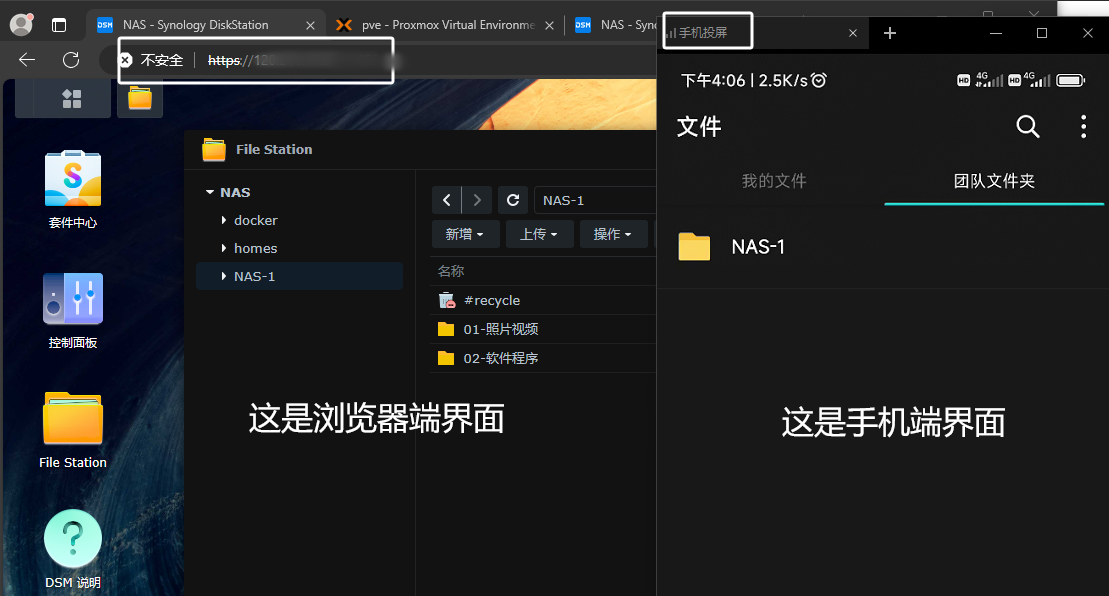 NAS - Synology DiskStation
pve - Proxmox Virtual Environme
NAS - Syno
手机投屏
不安全
https://12
下午4:06 | 2.5K/s
HD 4G HD 4G
文件
我的文件
团队文件夹
NAS-1
File Station
NAS
docker
homes
NAS-1
NAS-1
新增
上传
操作
名称
#recycle
01-照片视频
02-软件程序
套件中心
控制面板
File Station
DSM 说明
这是浏览器端界面
这是手机端界面